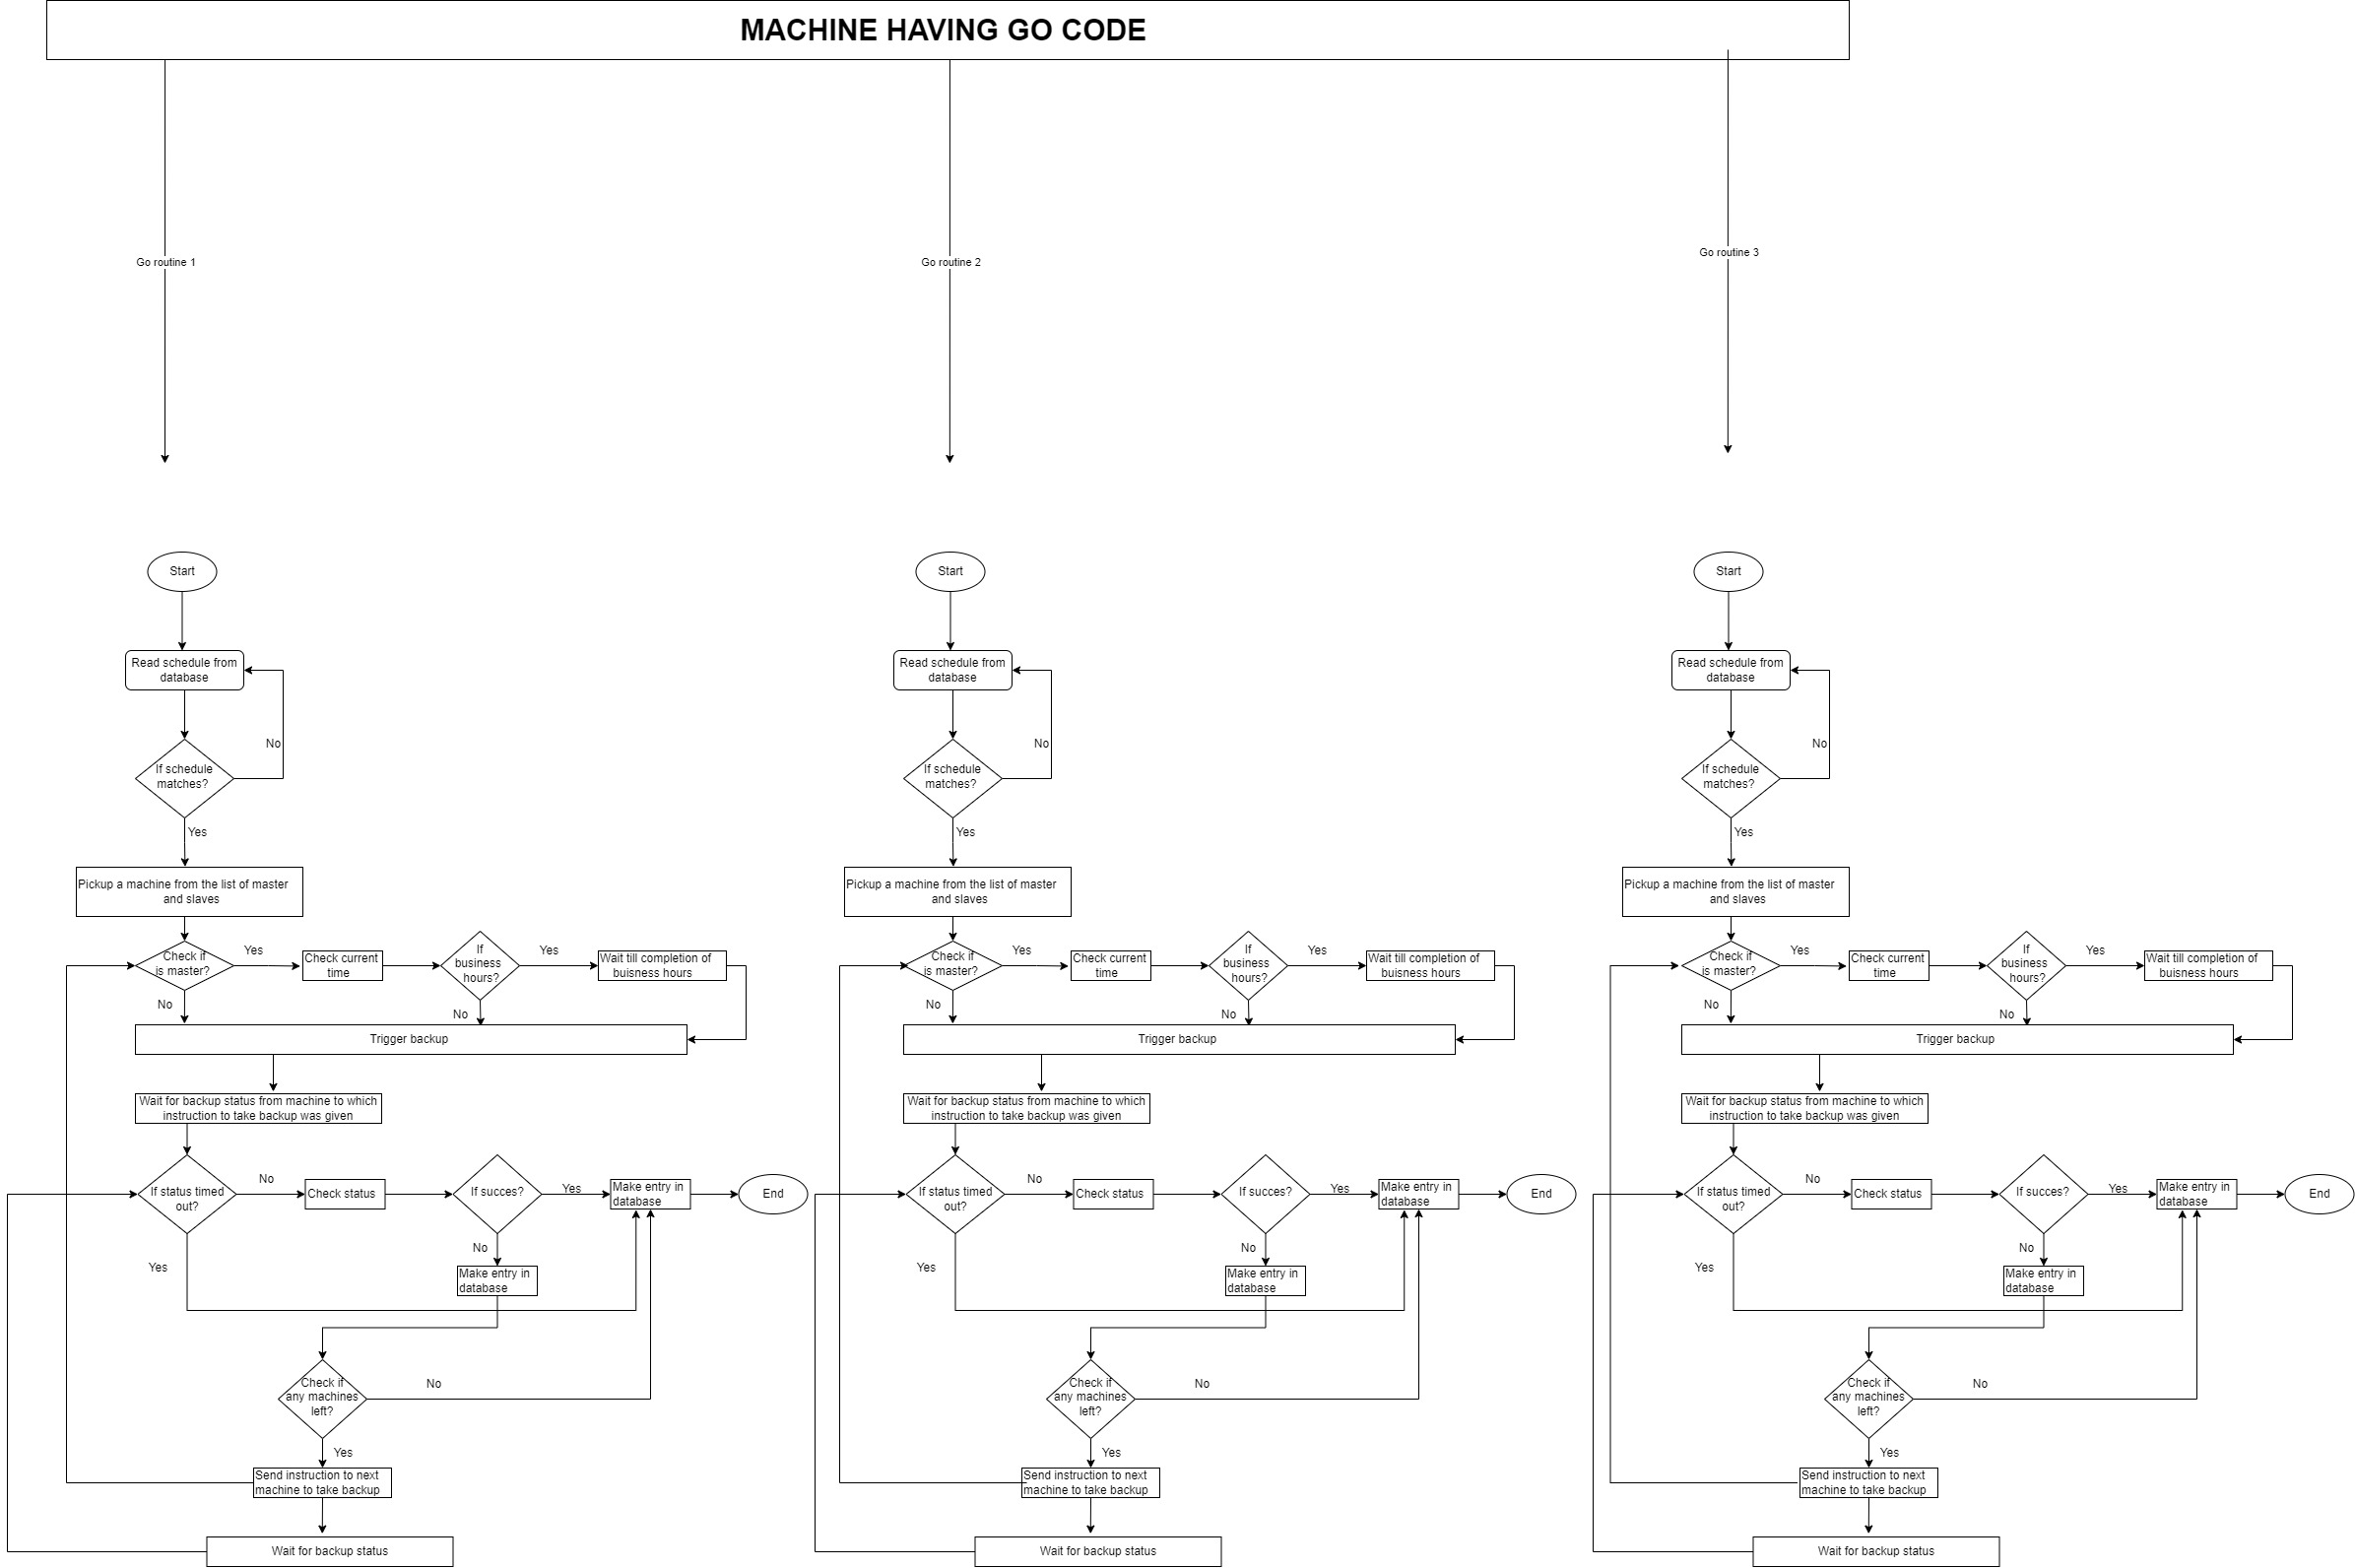 MACHINE HAVING GO CODE
Go routine 1
Go routine 2
Go routine 3
Start
Read schedule from
database
No
If schedule
matches?
Yes
Pickup a machine from the list of master
and slaves
Check if
is master?
Yes
Check current
time
If
business
hours?
Yes
Wait till completion of
buisness hours
No
No
Trigger backup
Wait for backup status from machine to which
instruction to take backup was given
If status timed
out?
No
Check status
If succes?
Yes
Make entry in
database
End
Yes
No
Make entry in
database
Check if
any machines
left?
No
Yes
Send instruction to next
machine to take backup
Wait for backup status
Start
Read schedule from
database
No
If schedule
matches?
Yes
Pickup a machine from the list of master
and slaves
Check if
is master?
Yes
Check current
time
If
business
hours?
Yes
Wait till completion of
buisness hours
No
No
Trigger backup
Wait for backup status from machine to which
instruction to take backup was given
If status timed
out?
No
Check status
If succes?
Yes
Make entry in
database
End
Yes
No
Make entry in
database
Check if
any machines
left?
No
Yes
Send instruction to next
machine to take backup
Wait for backup status
Start
Read schedule from
database
No
If schedule
matches?
Yes
Pickup a machine from the list of master
and slaves
Check if
is master?
Yes
Check current
time
If
business
hours?
Yes
Wait till completion of
buisness hours
No
No
Trigger backup
Wait for backup status from machine to which
instruction to take backup was given
If status timed
out?
No
Check status
If succes?
Yes
Make entry in
database
End
Yes
No
Make entry in
database
Check if
any machines
left?
No
Yes
Send instruction to next
machine to take backup
Wait for backup status